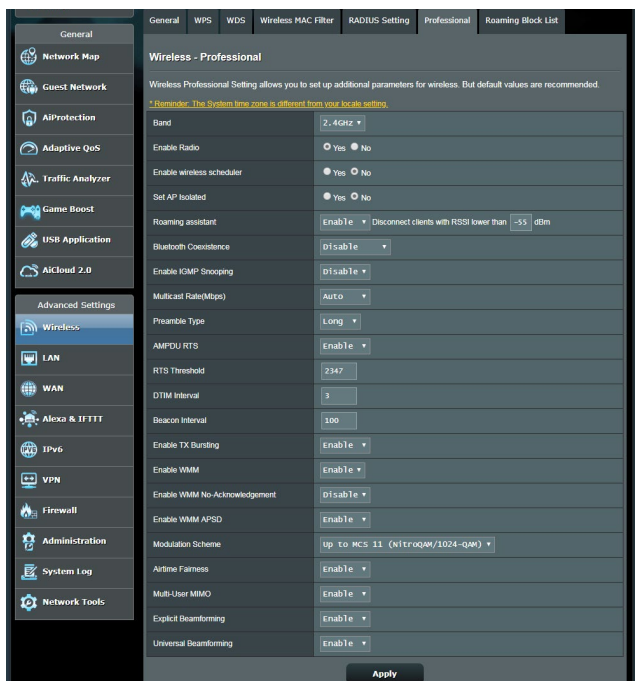 General
Network Map
Guest Network
AiProtection
Adaptive QoS
Traffic Analyzer
Game Boost
USB Application
AiCloud 2.0
Advanced Settings
Wireless
LAN
WAN
Alexa & IFTTT
IPv6
VPN
Firewall
Administration
System Log
Network Tools
General WPS WDS Wireless MAC Filter RADIUS Setting Professional Roaming Block List
Wireless - Professional
Wireless Professional Setting allows you to set up additional parameters for wireless. But default values are recommended.
* Reminder: The System time zone is different from your locale setting.
Band 2.4GHz
Enable Radio Yes No
Enable wireless scheduler Yes No
Set AP Isolated Yes No
Roaming assistant Enable Disconnect clients with RSSI lower than -55 dBm
Bluetooth Coexistence Disable
Enable IGMP Snooping Disable
Multicast Rate(Mbps) Auto
Preamble Type Long
AMPDU RTS Enable
RTS Threshold 2347
DTIM Interval 3
Beacon Interval 100
Enable TX Bursting Enable
Enable WMM Enable
Enable WMM No-Acknowledgement Disable
Enable WMM APSD Enable
Modulation Scheme Up to MCS 11 (NitroQAM/1024-QAM)
Airtime Fairness Enable
Multi-User MIMO Enable
Explicit Beamforming Enable
Universal Beamforming Enable
Apply